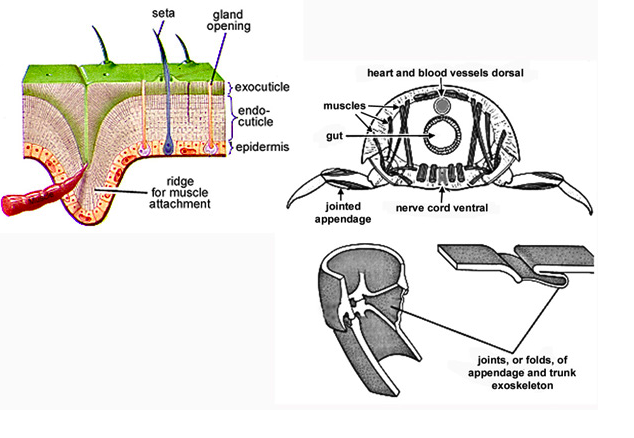 seta
gland
opening
exocuticle
endo-
cuticle
epidermis
ridge
for muscle
attachment
heart and blood vessels dorsal
muscles
gut
jointed
appendage
nerve cord ventral
joints, or folds, of
appendage and trunk
exoskeleton